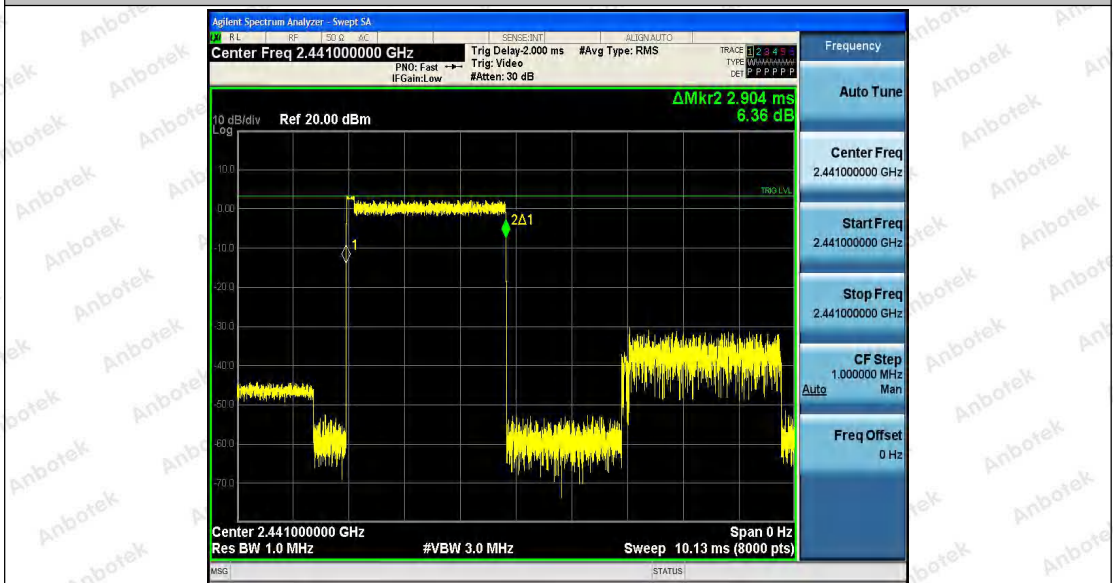 Agilent Spectrum Analyzer - Swept SA
RL RF 50 Ω AC SENSE:INT ALIGN AUTO
Center Freq 2.441000000 GHz
PNO: Fast
IFGain:Low
Trig Delay-2.000 ms
Trig: Video
#Atten: 30 dB
#Avg Type: RMS
TRACE 1 2 3 4 5 6
TYPE
DET P P P P P P
ΔMkr2 2.904 ms
6.36 dB
10 dB/div
Log
Ref 20.00 dBm
10.0
0.00
-10.0
-20.0
-30.0
-40.0
-50.0
-60.0
-70.0
TRIG LVL
1
2Δ1
Center 2.441000000 GHz
Res BW 1.0 MHz
#VBW 3.0 MHz
Span 0 Hz
Sweep 10.13 ms (8000 pts)
MSG
STATUS
Frequency
Auto Tune
Center Freq
2.441000000 GHz
Start Freq
2.441000000 GHz
Stop Freq
2.441000000 GHz
CF Step
1.000000 MHz
Auto Man
Freq Offset
0 Hz
Anbotek